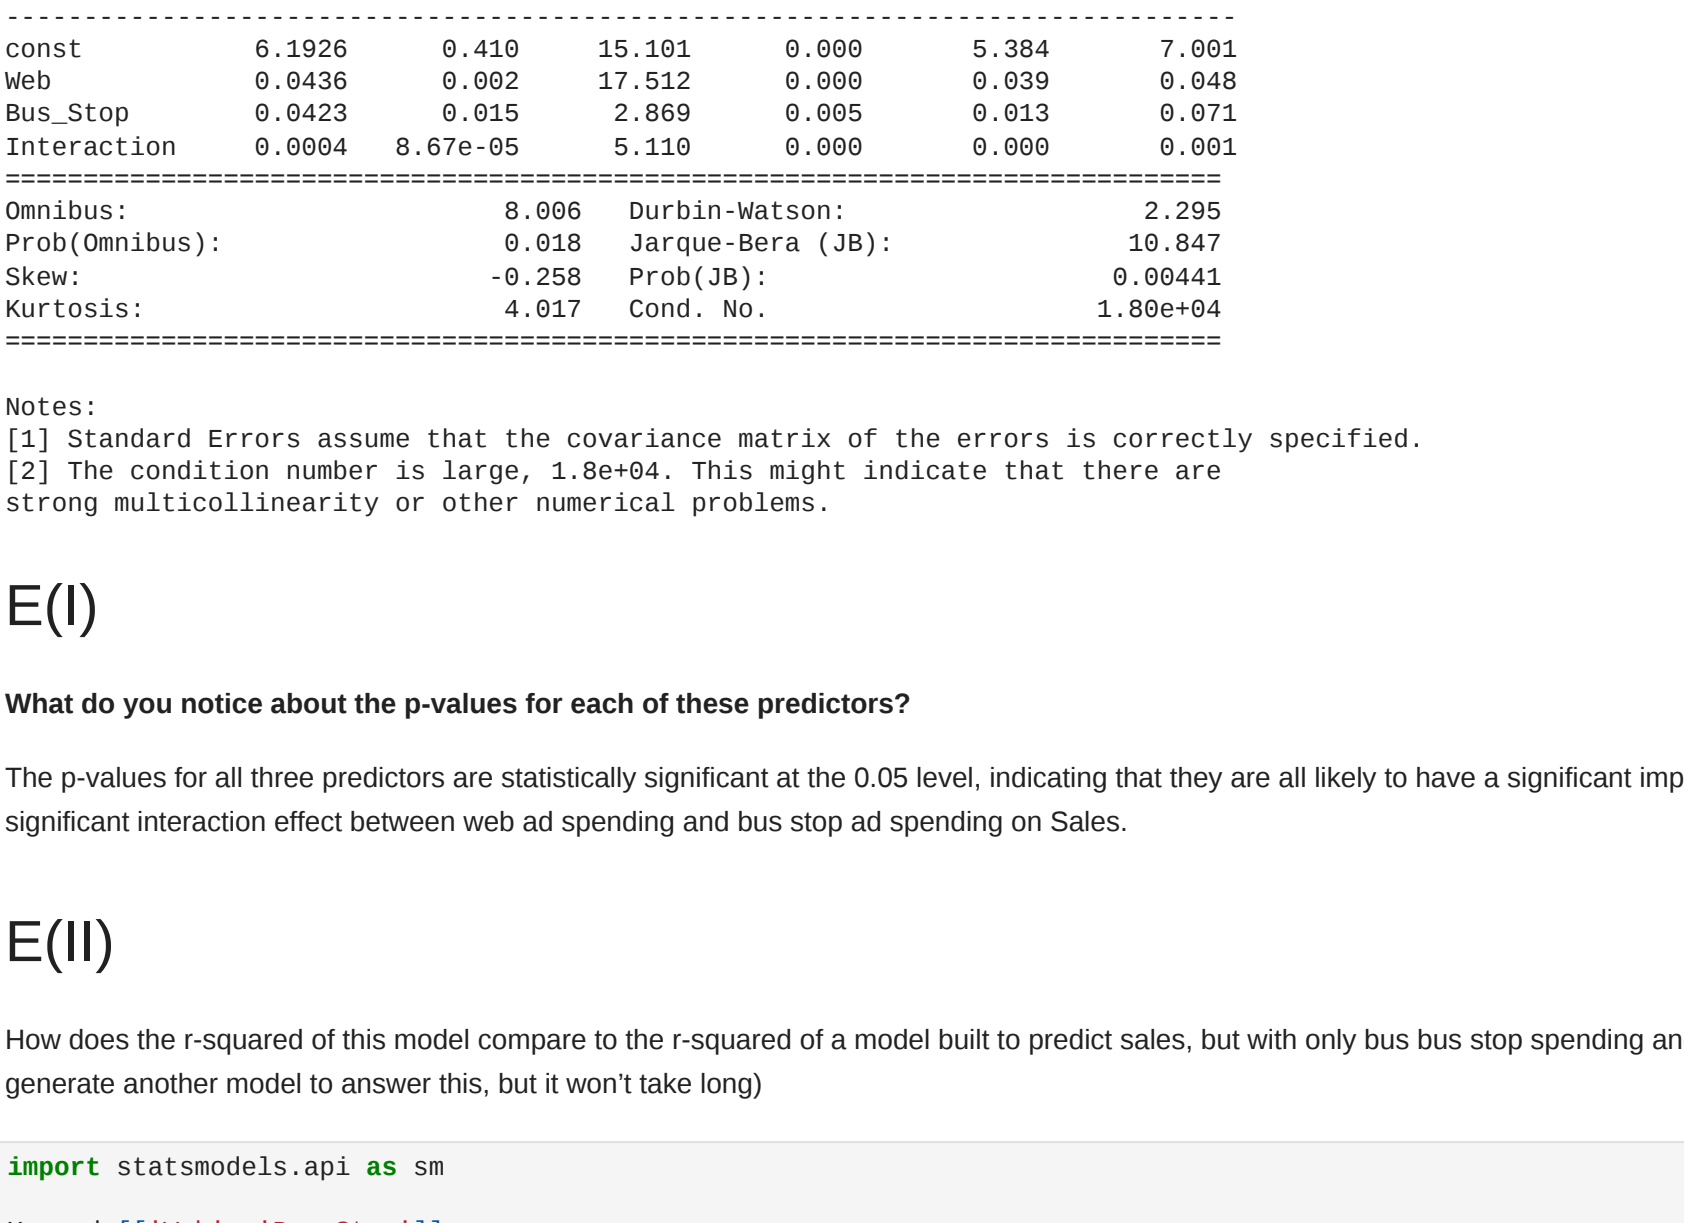 --------------------------------------------------------------------------------
const 6.1926 0.410 15.101 0.000 5.384 7.001
Web 0.0436 0.002 17.512 0.000 0.039 0.048
Bus_Stop 0.0423 0.015 2.869 0.005 0.013 0.071
Interaction 0.0004 8.67e-05 5.110 0.000 0.000 0.001
==============================================================================
Omnibus: 8.006 Durbin-Watson: 2.295
Prob(Omnibus): 0.018 Jarque-Bera (JB): 10.847
Skew: -0.258 Prob(JB): 0.00441
Kurtosis: 4.017 Cond. No. 1.80e+04
==============================================================================
Notes:
[1] Standard Errors assume that the covariance matrix of the errors is correctly specified.
[2] The condition number is large, 1.8e+04. This might indicate that there are
strong multicollinearity or other numerical problems.
E(I)
What do you notice about the p-values for each of these predictors?
The p-values for all three predictors are statistically significant at the 0.05 level, indicating that they are all likely to have a significant imp
significant interaction effect between web ad spending and bus stop ad spending on Sales.
E(II)
How does the r-squared of this model compare to the r-squared of a model built to predict sales, but with only bus bus stop spending an
generate another model to answer this, but it won’t take long)
import statsmodels.api as sm